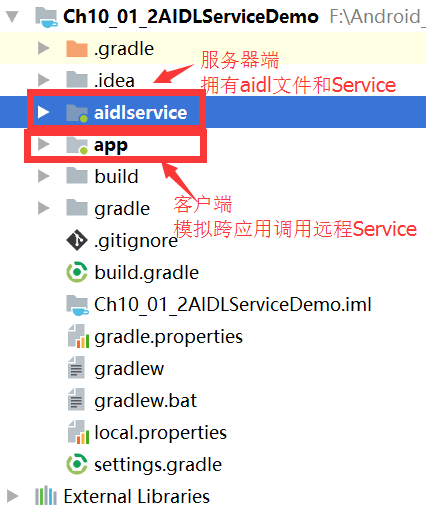 Ch10_01_2AIDLServiceDemo F:\Android_
.gradle
服务器端
.idea
拥有aidl文件和Service
aidlservice
app
build
客户端
gradle
模拟跨应用调用远程Service
.gitignore
build.gradle
Ch10_01_2AIDLServiceDemo.iml
gradle.properties
gradlew
gradlew.bat
local.properties
settings.gradle
External Libraries